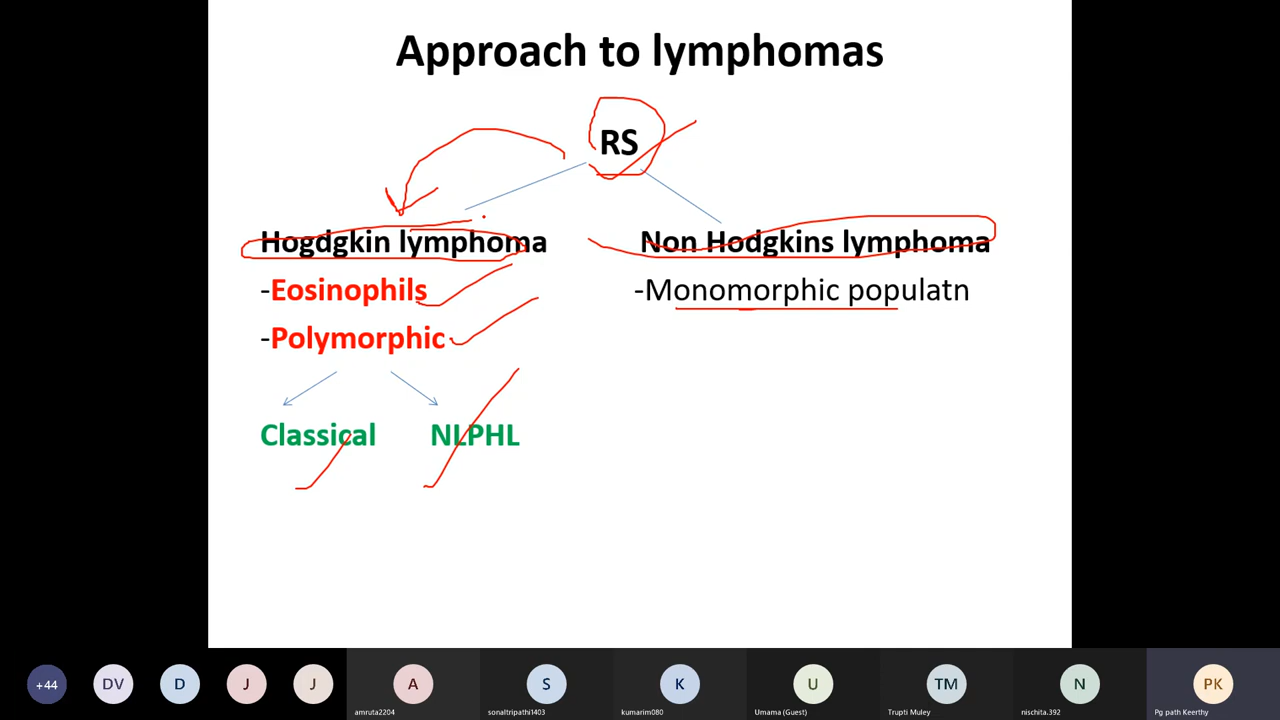 Approach to lymphomas
RS
Hogdgkin lymphoma
Non Hodgkins lymphoma
-Eosinophils
-Monomorphic populatn
-Polymorphic
Classical
NLPHL
+44
DV
D
J
J
A
S
K
U
TM
N
PK
amruta2204
sonaltripathi1403
kumarim080
Umama (Guest)
Trupti Muley
nischita.392
Pg path Keerthy